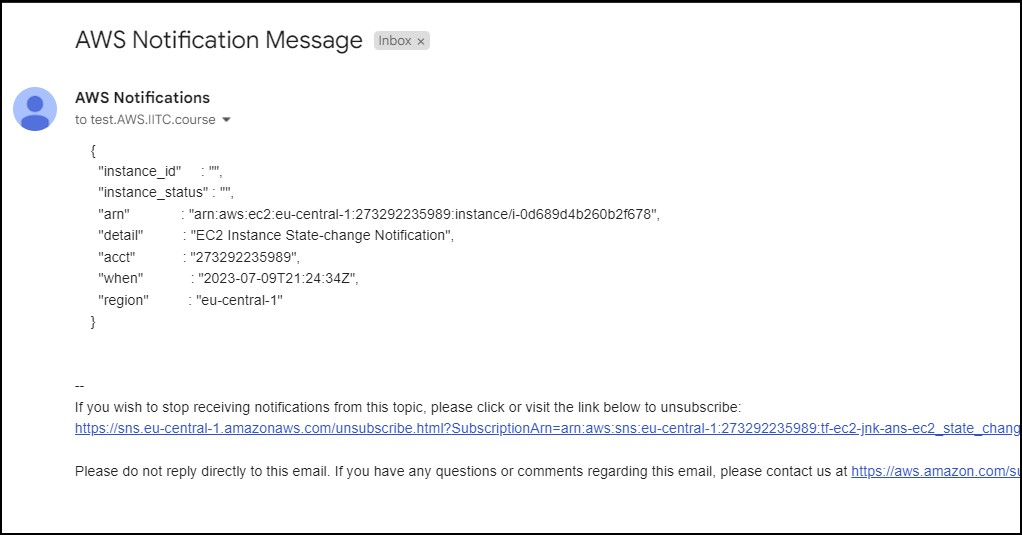 AWS Notification Message Inbox ×
AWS Notifications
to test.AWS.IITC.course
{
"instance_id" : "",
"instance_status" : "",
"arn" : "arn:aws:ec2:eu-central-1:273292235989:instance/i-0d689d4b260b2f678",
"detail" : "EC2 Instance State-change Notification",
"acct" : "273292235989",
"when" : "2023-07-09T21:24:34Z",
"region" : "eu-central-1"
}
--
If you wish to stop receiving notifications from this topic, please click or visit the link below to unsubscribe:
https://sns.eu-central-1.amazonaws.com/unsubscribe.html?SubscriptionArn=arn:aws:sns:eu-central-1:273292235989:tf-ec2-jnk-ans-ec2_state_chang
Please do not reply directly to this email. If you have any questions or comments regarding this email, please contact us at https://aws.amazon.com/su